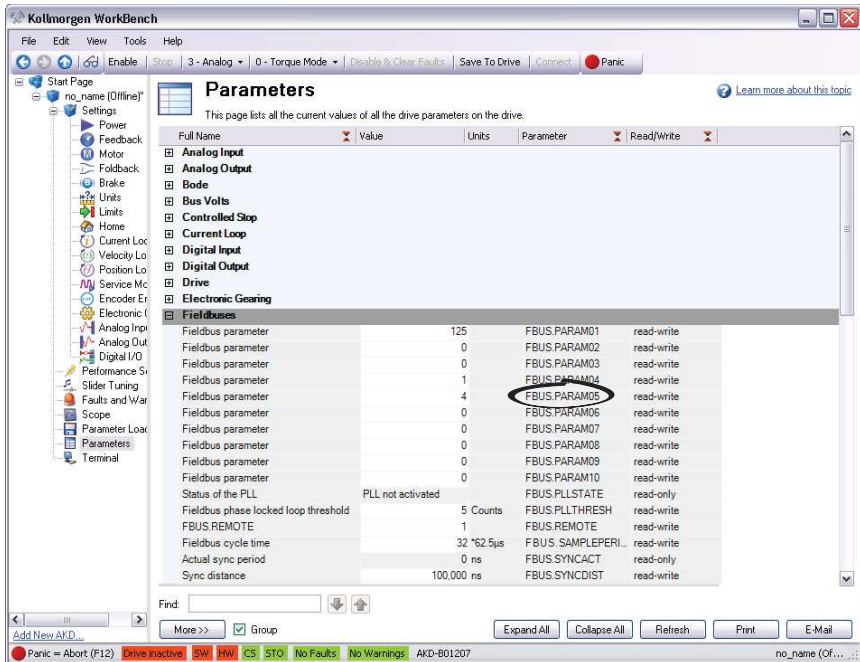 Kollmorgen WorkBench
File Edit View Tools Help
Enable Stop 3 - Analog 0 - Torque Mode Disable & Clear Faults Save To Drive Connect Panic
Start Page
no_name (Offline)*
Settings
Power
Feedback
Motor
Foldback
Brake
Units
Limits
Home
Current Loo
Velocity Lo
Position Lo
Service Mo
Encoder Er
Electronic (
Analog Inpu
Analog Out
Digital I/O
Performance S
Slider Tuning
Faults and War
Scope
Parameter Load
Parameters
Terminal
Add New AKD...
Parameters
Learn more about this topic
This page lists all the current values of all the drive parameters on the drive.
Full Name Value Units Parameter Read/Write
Analog Input
Analog Output
Bode
Bus Volts
Controlled Stop
Current Loop
Digital Input
Digital Output
Drive
Electronic Gearing
Fieldbuses
Fieldbus parameter 125 FBUS.PARAM01 read-write
Fieldbus parameter 0 FBUS.PARAM02 read-write
Fieldbus parameter 0 FBUS.PARAM03 read-write
Fieldbus parameter 1 FBUS.PARAM04 read-write
Fieldbus parameter 4 FBUS.PARAM05 read-write
Fieldbus parameter 0 FBUS.PARAM06 read-write
Fieldbus parameter 0 FBUS.PARAM07 read-write
Fieldbus parameter 0 FBUS.PARAM08 read-write
Fieldbus parameter 0 FBUS.PARAM09 read-write
Fieldbus parameter 0 FBUS.PARAM10 read-write
Status of the PLL PLL not activated FBUS.PLLSTATE read-only
Fieldbus phase locked loop threshold 5 Counts FBUS.PLLTHRESH read-write
FBUS.REMOTE 1 FBUS.REMOTE read-write
Fieldbus cycle time 32 *62.5µs FBUS.SAMPLEPERI... read-write
Actual sync period 0 ns FBUS.SYNCACT read-only
Sync distance 100,000 ns FBUS.SYNCDIST read-write
Find:
More >> Group Expand All Collapse All Refresh Print E-Mail
Panic = Abort (F12) Drive inactive SW HW CS STO No Faults No Warnings AKD-B01207 no_name (Of...